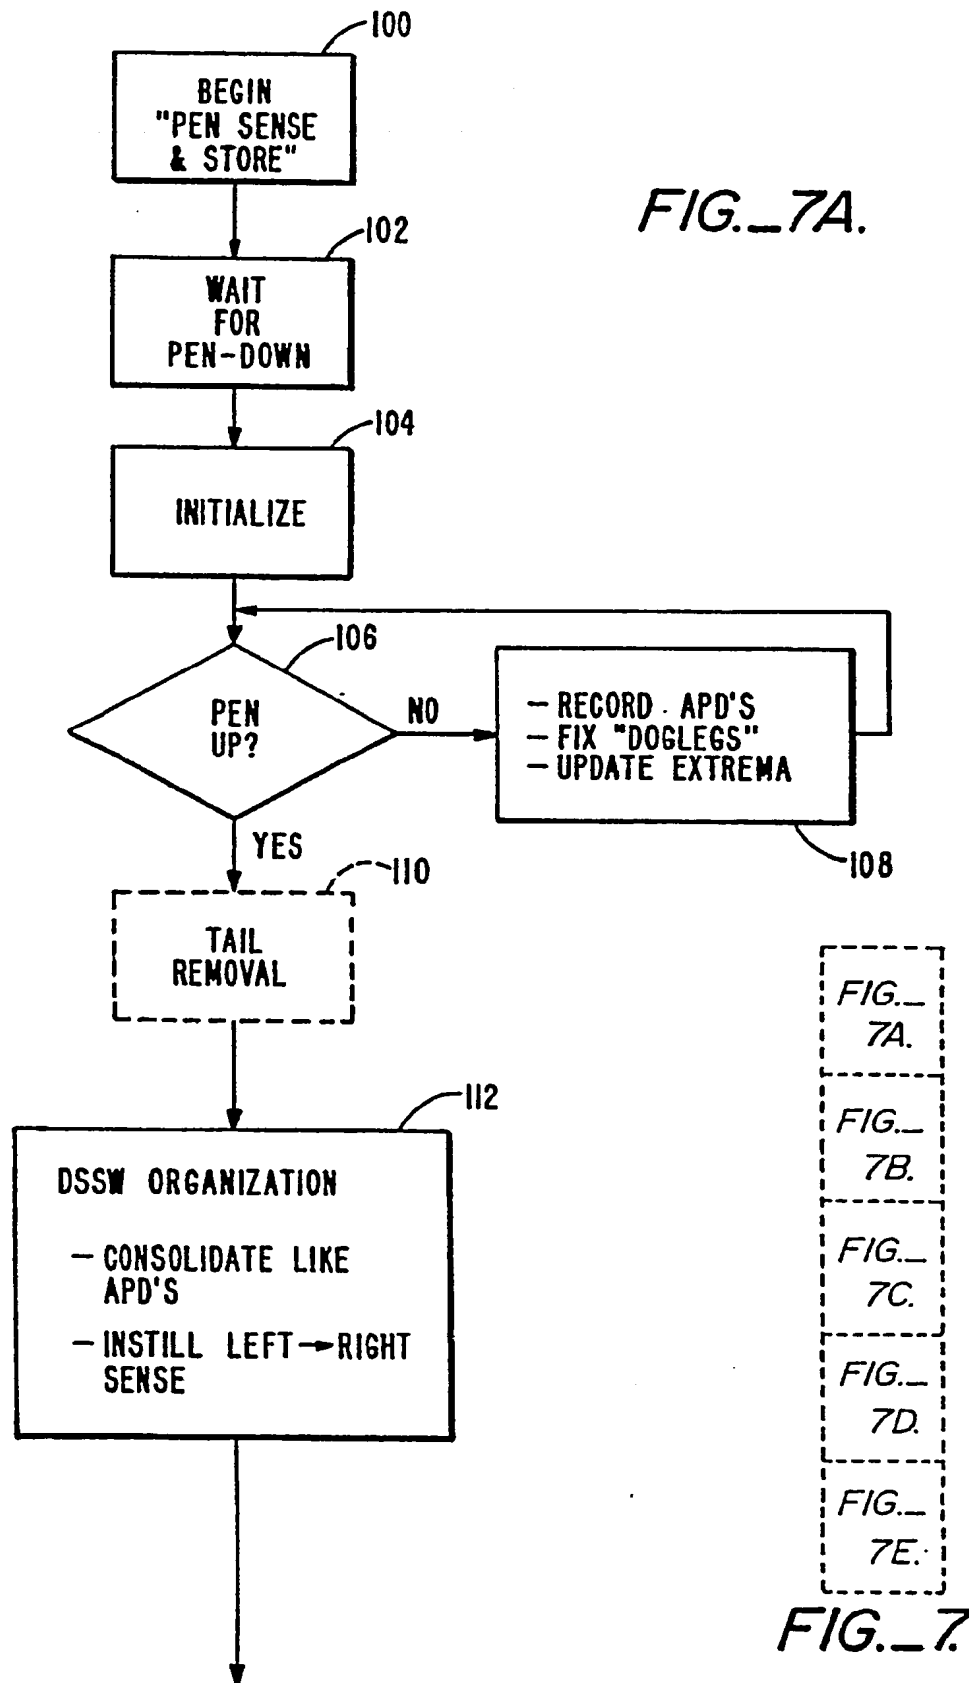 100
BEGIN
"PEN SENSE
& STORE"
FIG._7A.
102
WAIT
FOR
PEN-DOWN
104
INITIALIZE
106
PEN
UP?
NO
- RECORD APD'S
- FIX "DOGLEGS"
- UPDATE EXTREMA
108
YES
110
TAIL
REMOVAL
112
DSSW ORGANIZATION
- CONSOLIDATE LIKE
APD'S
- INSTILL LEFT→RIGHT
SENSE
FIG._
7A.
FIG._
7B.
FIG._
7C.
FIG._
7D.
FIG._
7E.
FIG._7.